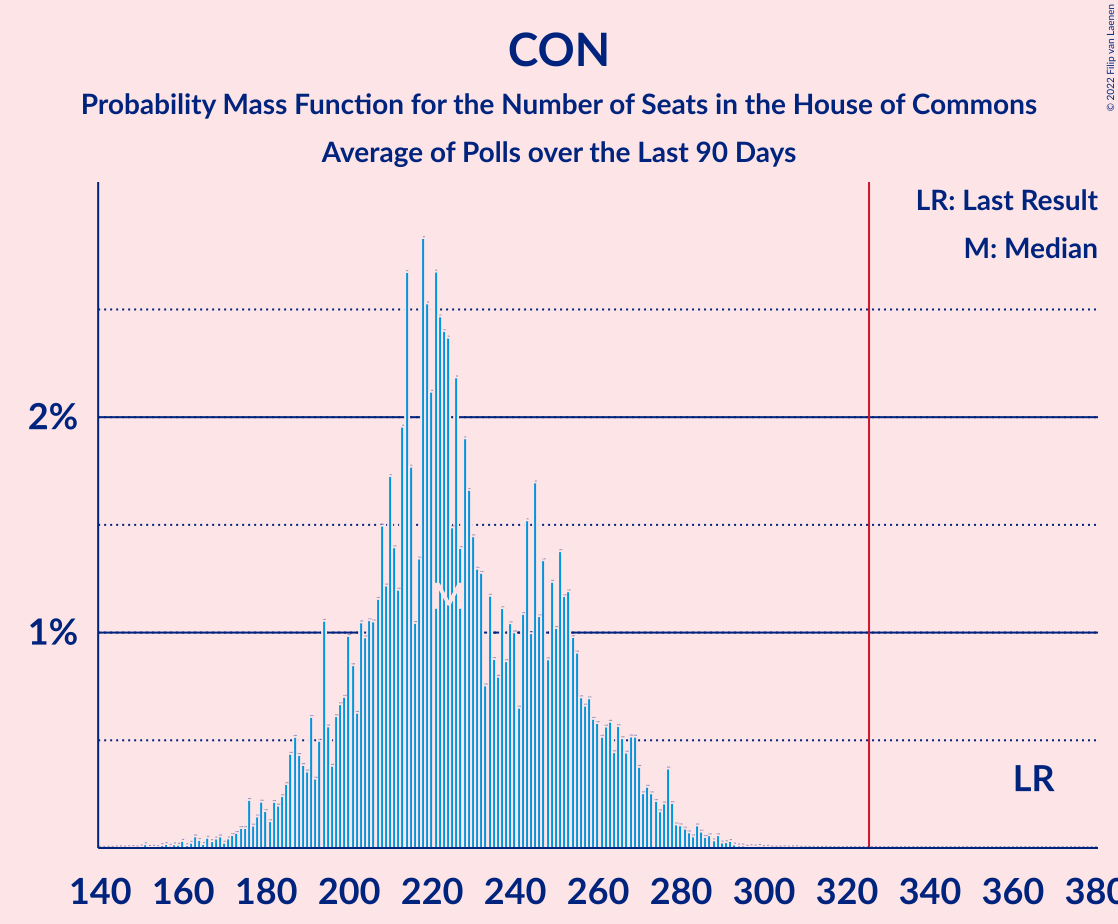 CON
Probability Mass Function for the Number of Seats in the House of Commons
Average of Polls over the Last 90 Days
© 2022 Filip van Laenen
LR: Last Result
M: Median
2%
1%
M
LR
140 160 180 200 220 240 260 280 300 320 340 360 380